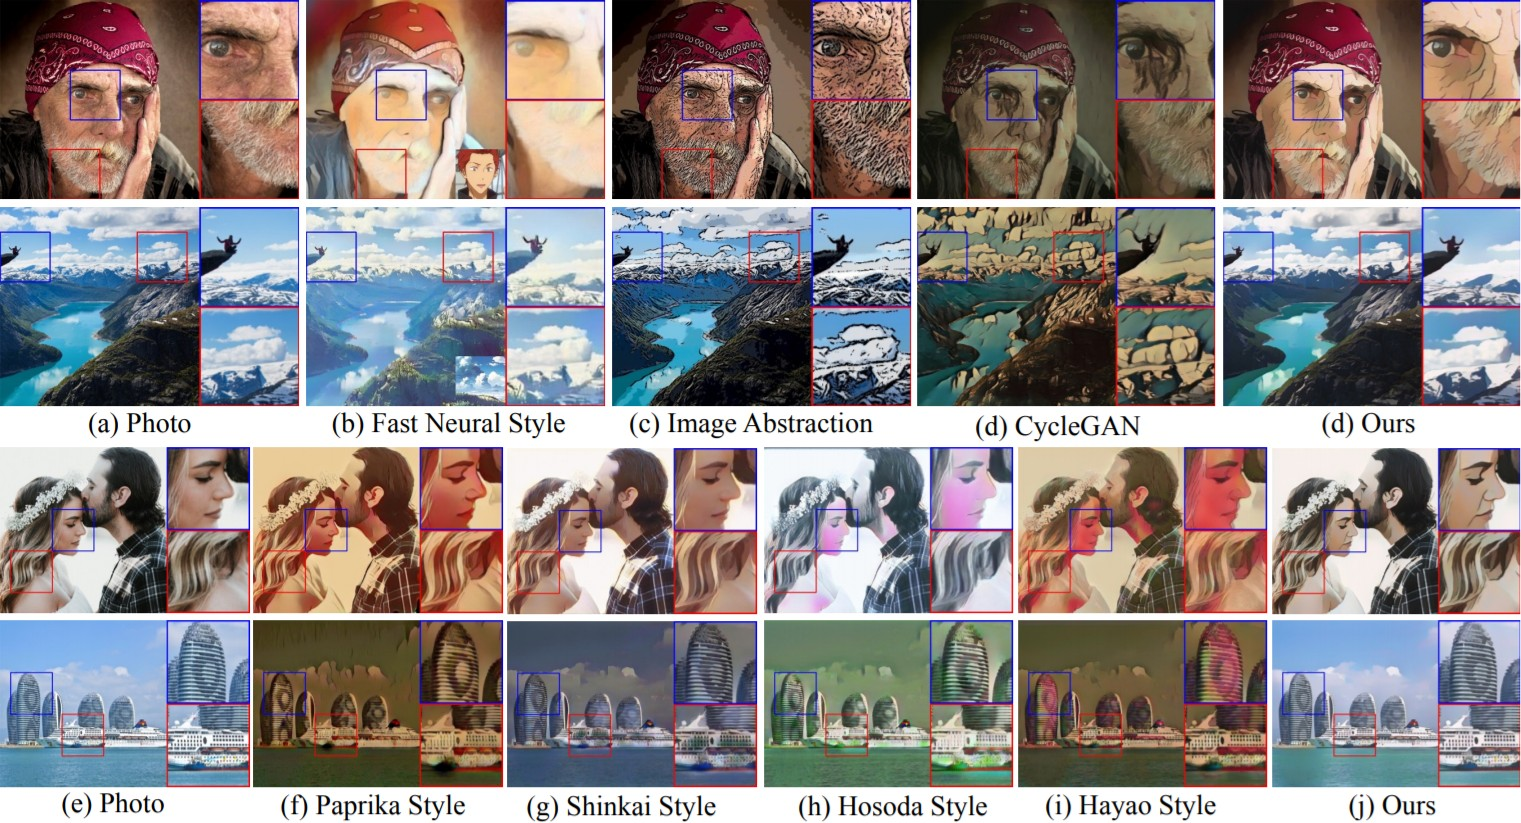 (a) Photo
(b) Fast Neural Style
(c) Image Abstraction
(d) CycleGAN
(d) Ours
(e) Photo
(f) Paprika Style
(g) Shinkai Style
(h) Hosoda Style
(i) Hayao Style
(j) Ours